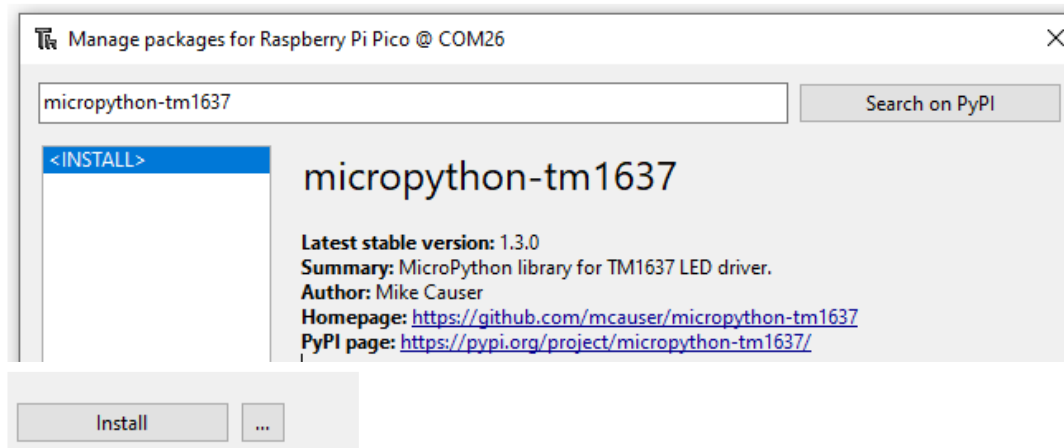 Manage packages for Raspberry Pi Pico @ COM26
micropython-tm1637
Search on PyPI
<INSTALL>
micropython-tm1637
Latest stable version: 1.3.0
Summary: MicroPython library for TM1637 LED driver.
Author: Mike Causer
Homepage: https://github.com/mcauser/micropython-tm1637
PyPI page: https://pypi.org/project/micropython-tm1637/
Install
...